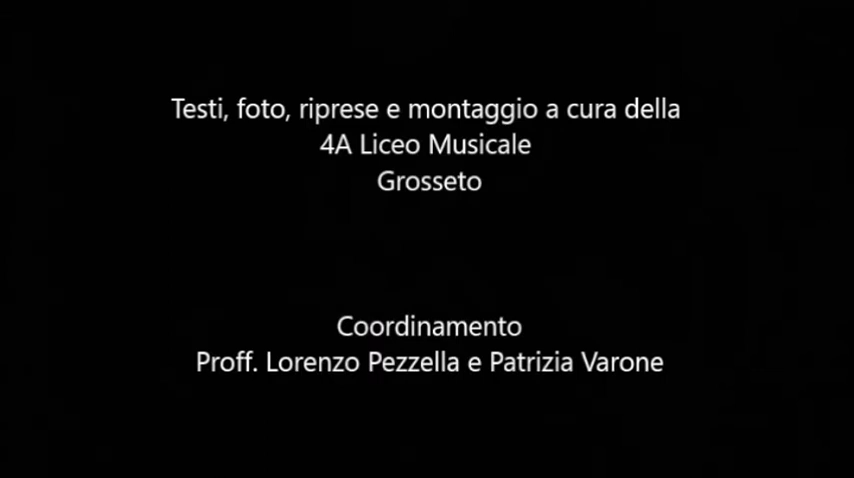 Testi, foto, riprese e montaggio a cura della
4A Liceo Musicale
Grosseto
Coordinamento
Proff. Lorenzo Pezzella e Patrizia Varone